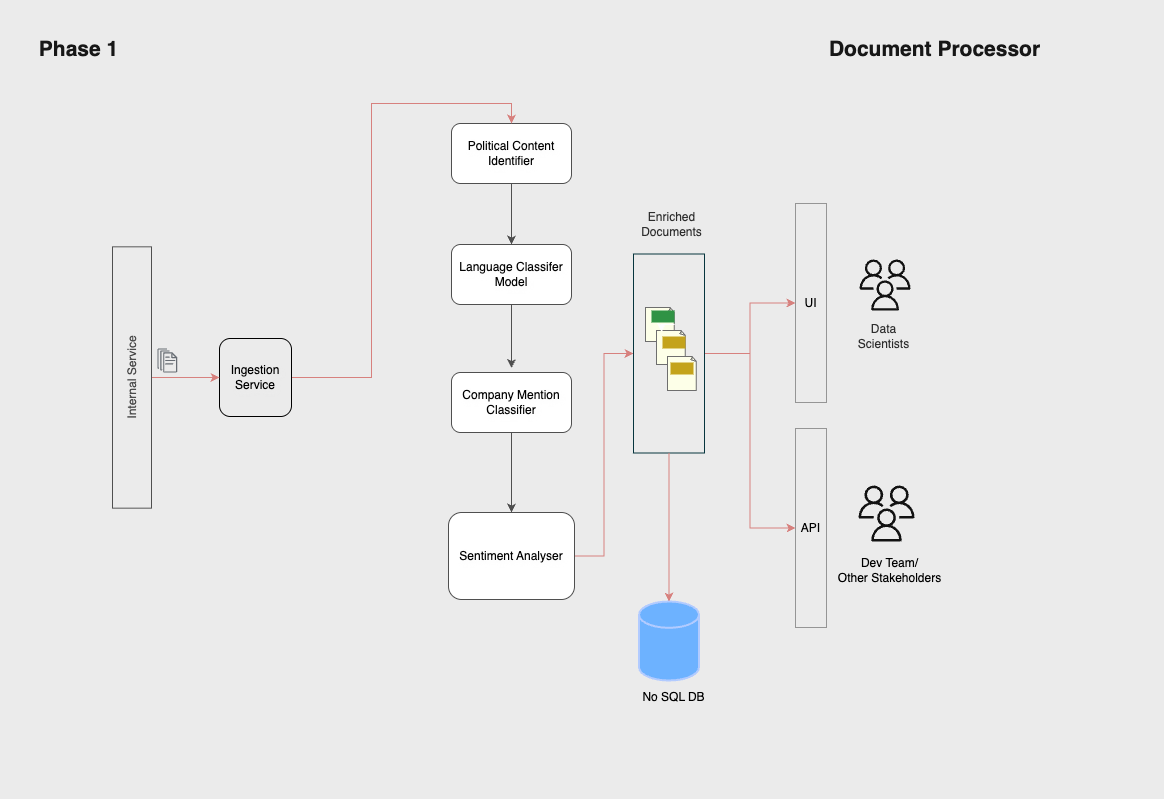 Phase 1
Document Processor
Political Content
Identifier
Language Classifer
Model
Company Mention
Classifier
Sentiment Analyser
Internal Service
Ingestion
Service
Enriched
Documents
No SQL DB
UI
Data
Scientists
API
Dev Team/
Other Stakeholders